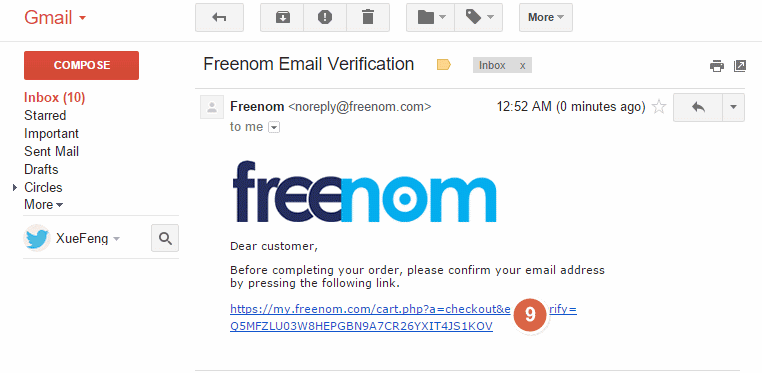 Gmail
More
COMPOSE
Freenom Email Verification
Inbox x
Inbox (10)
Starred
Important
Sent Mail
Drafts
Circles
More
XueFeng
Freenom <noreply@freenom.com>
12:52 AM (0 minutes ago)
to me
freenom
Dear customer,
Before completing your order, please confirm your email address
by pressing the following link.
https://my.freenom.com/cart.php?a=checkout&e 9 rify=
Q5MFZLU03W8HEPGBN9A7CR26YXIT4JS1KOV